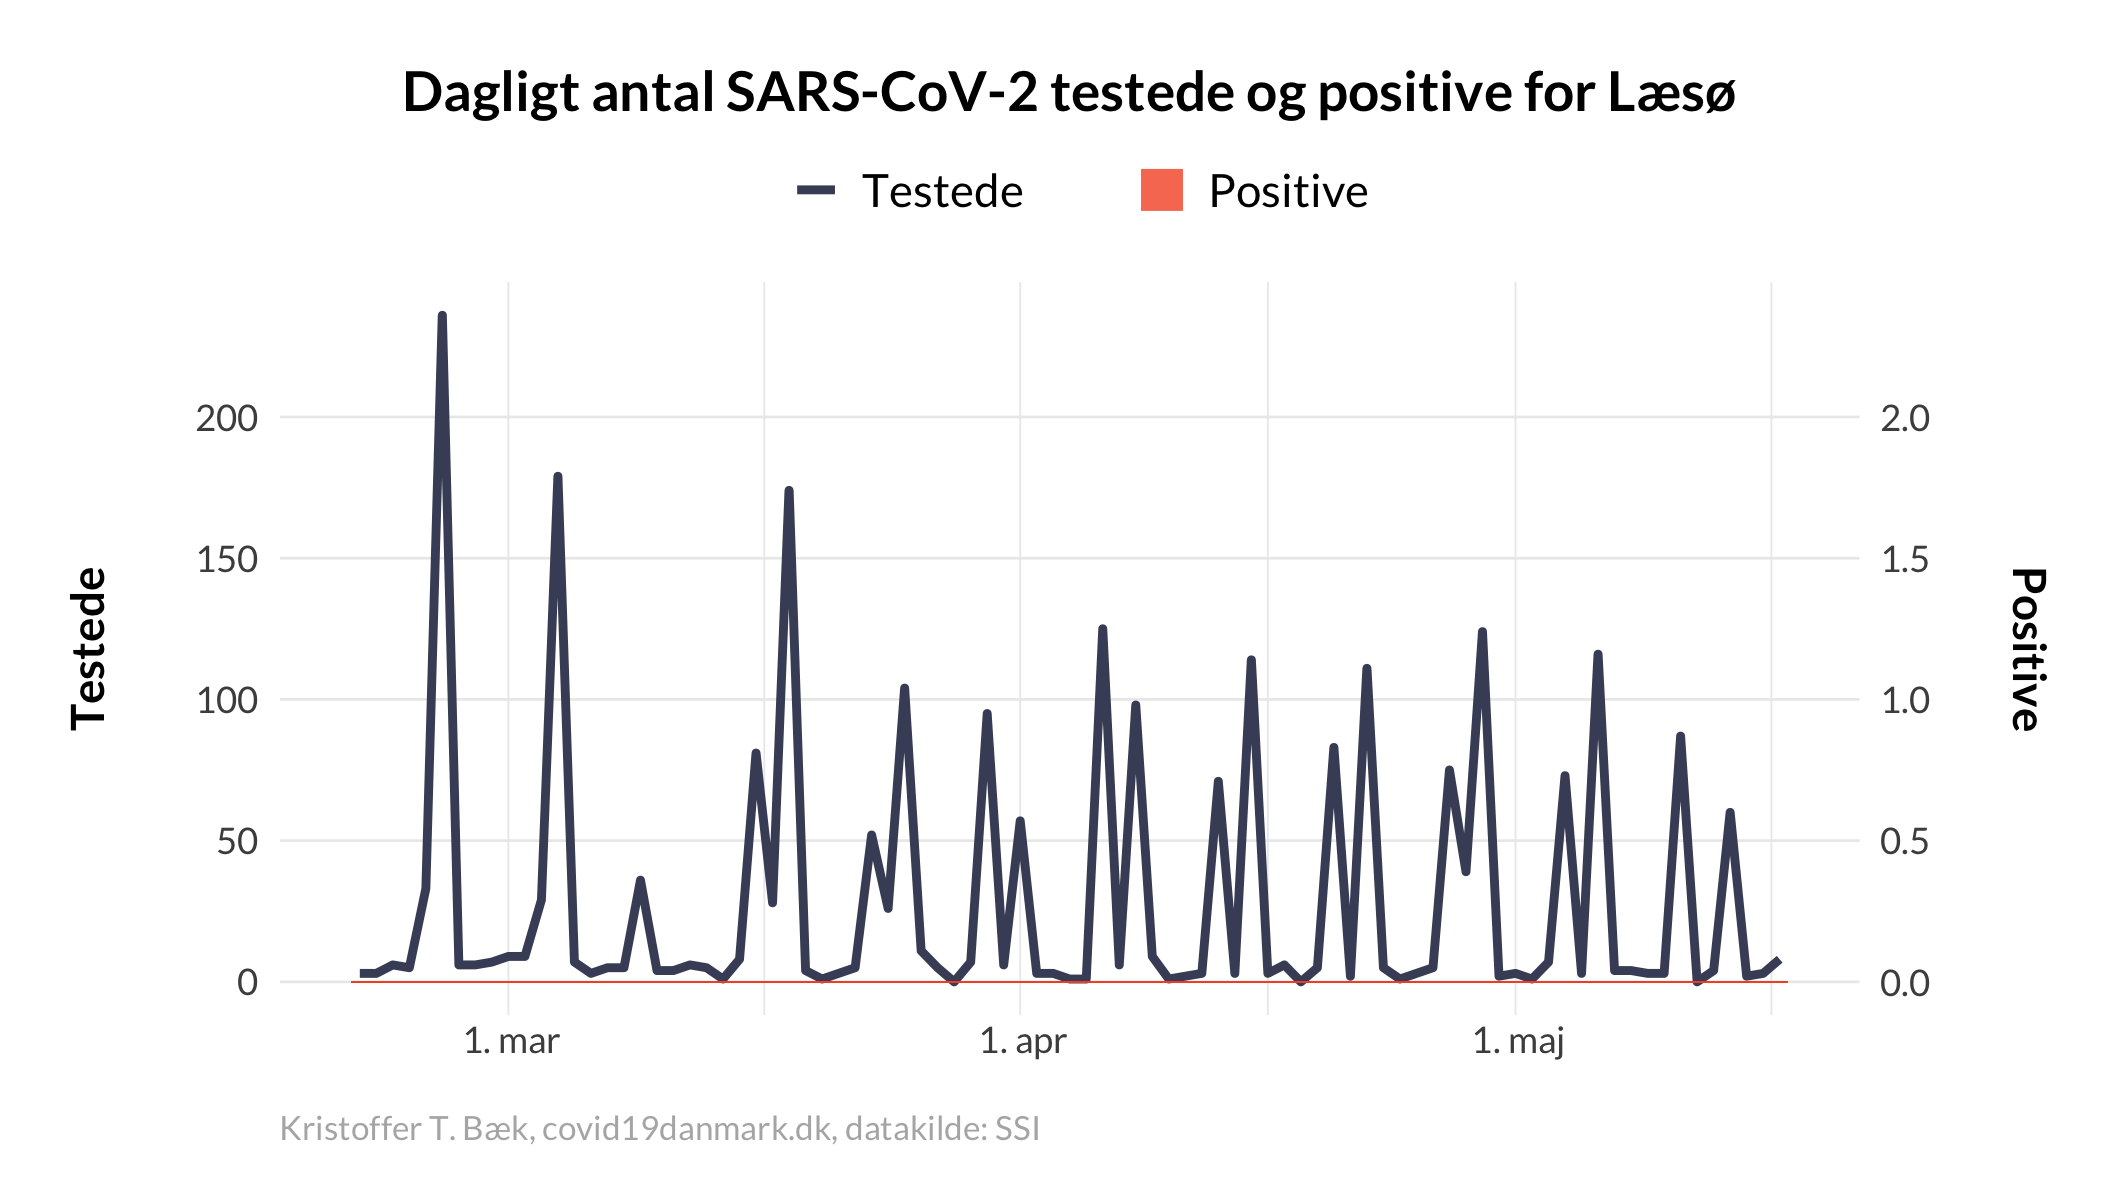 Dagligt antal SARS-CoV-2 testede og positive for Læsø
Testede Positive
200 2.0
150 1.5
100 1.0
50 0.5
0 0.0
Testede
Positive
1. mar 1. apr 1. maj
Kristoffer T. Bæk, covid19danmark.dk, datakilde: SSI